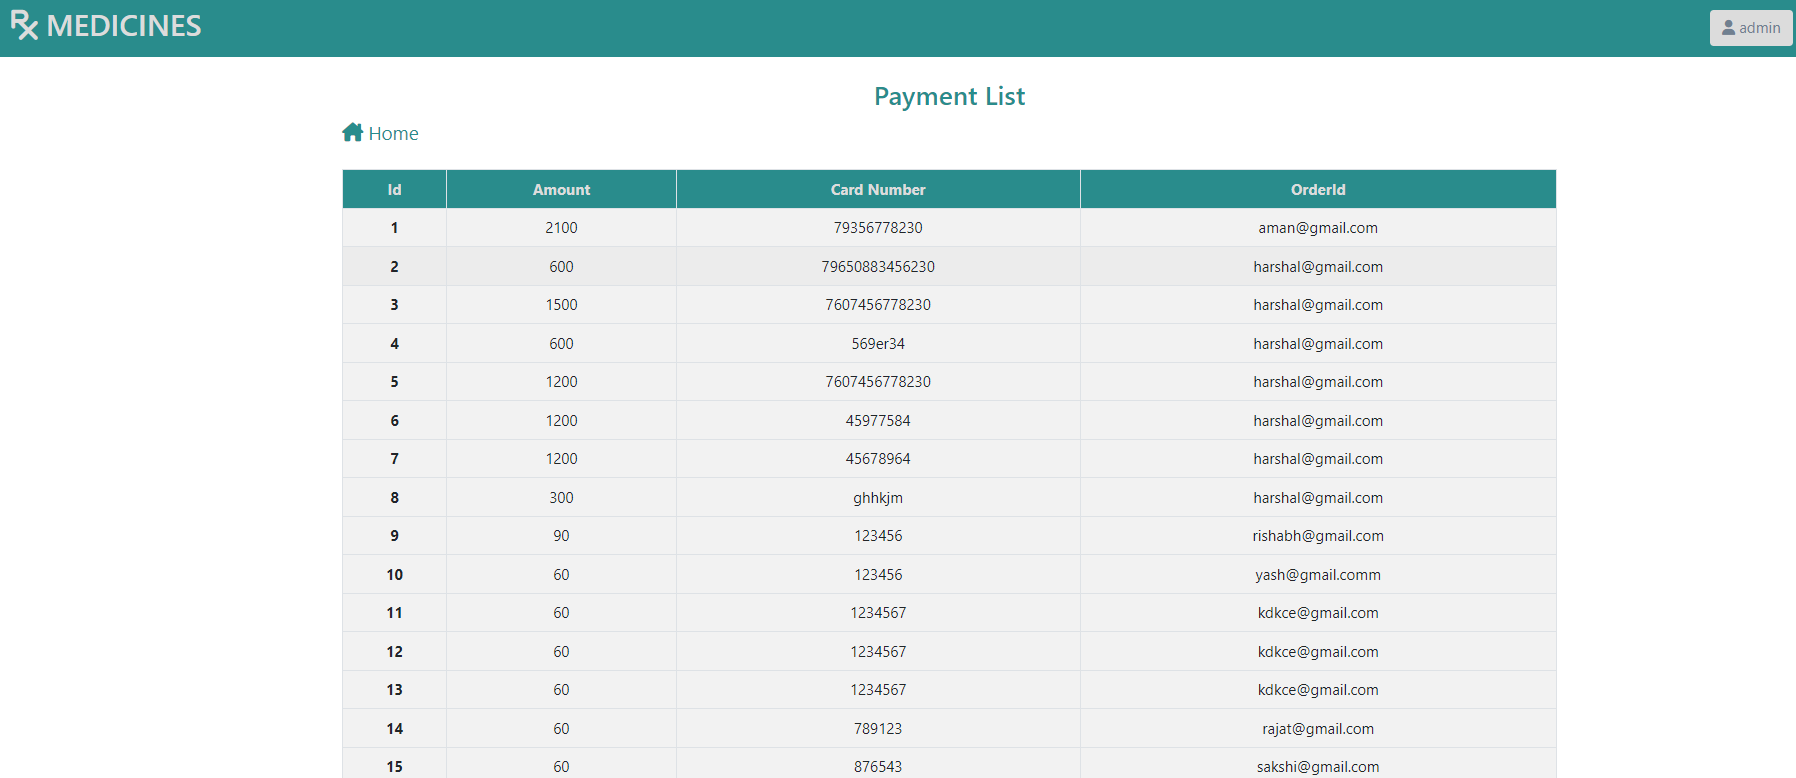 Rx MEDICINES
admin
Payment List
Home
Id Amount Card Number OrderId
1 2100 79356778230 aman@gmail.com
2 600 79650883456230 harshal@gmail.com
3 1500 7607456778230 harshal@gmail.com
4 600 569er34 harshal@gmail.com
5 1200 7607456778230 harshal@gmail.com
6 1200 45977584 harshal@gmail.com
7 1200 45678964 harshal@gmail.com
8 300 ghhkjm harshal@gmail.com
9 90 123456 rishabh@gmail.com
10 60 123456 yash@gmail.comm
11 60 1234567 kdkce@gmail.com
12 60 1234567 kdkce@gmail.com
13 60 1234567 kdkce@gmail.com
14 60 789123 rajat@gmail.com
15 60 876543 sakshi@gmail.com